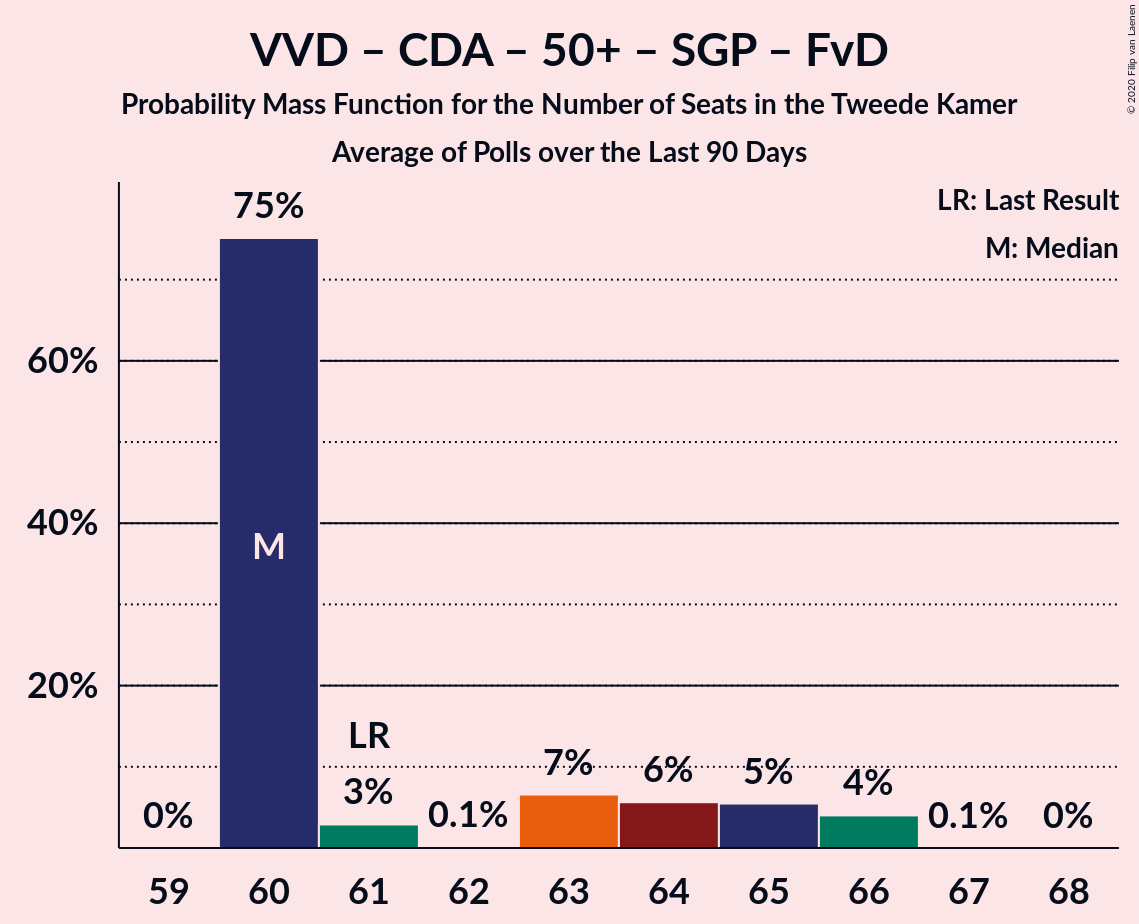 VVD – CDA – 50+ – SGP – FvD
Probability Mass Function for the Number of Seats in the Tweede Kamer
Average of Polls over the Last 90 Days
© 2020 Filip van Laenen
LR: Last Result
M: Median
75%
60%
40%
20%
M
LR
0%
3%
0.1%
7%
6%
5%
4%
0.1%
0%
59 60 61 62 63 64 65 66 67 68